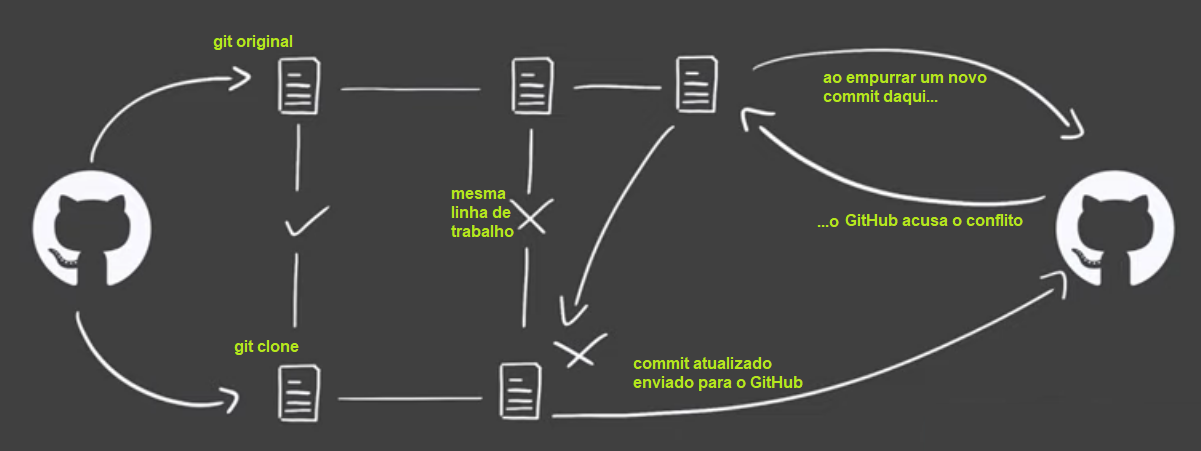 git original
ao empurrar um novo
commit daqui...
mesma
linha de
trabalho
...o GitHub acusa o conflito
git clone
commit atualizado
enviado para o GitHub